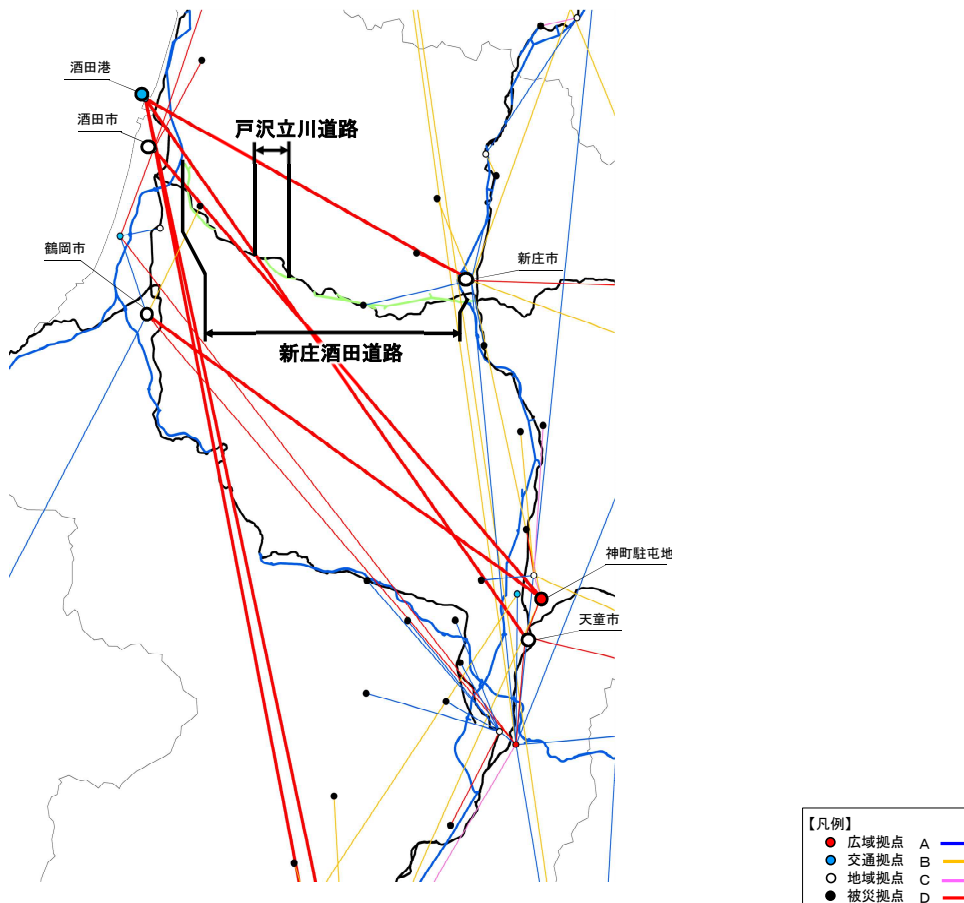 酒田港
酒田市
戸沢立川道路
鶴岡市
新庄市
新庄酒田道路
神町駐屯地
天童市
【凡例】
広域拠点 A
交通拠点 B
地域拠点 C
被災拠点 D